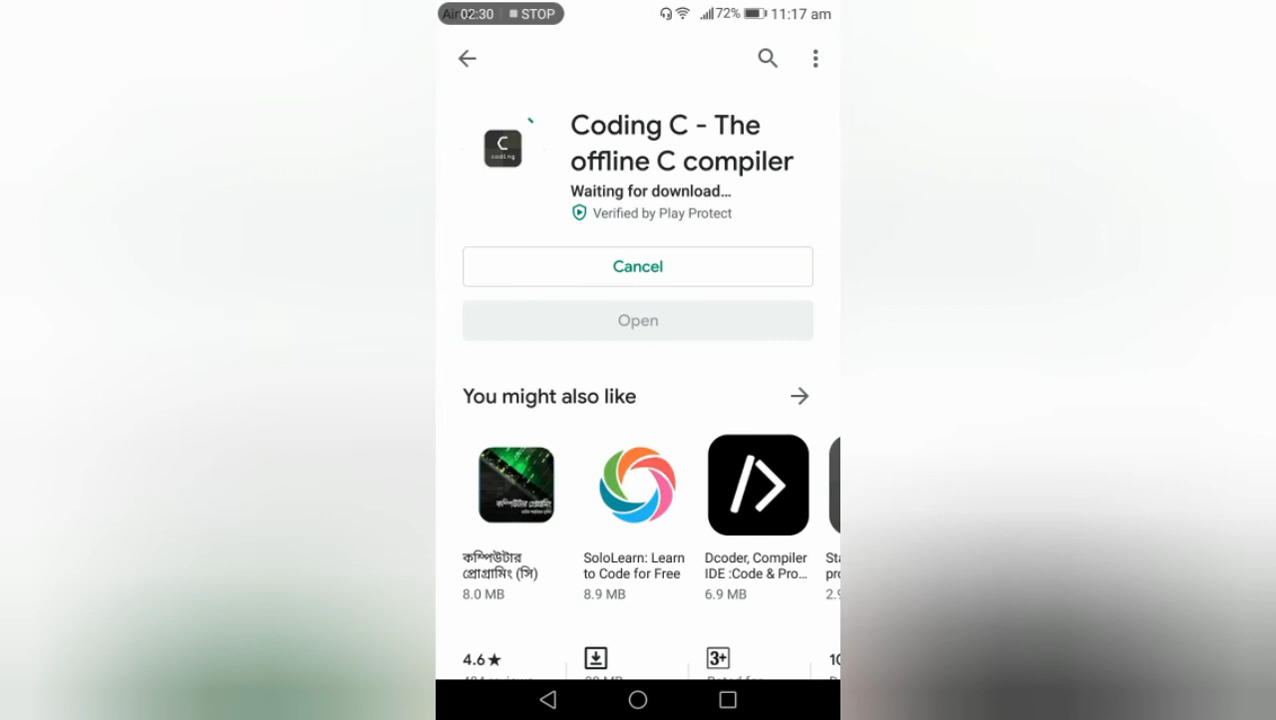 02:30 STOP 72% 11:17 am
C
coding
Coding C - The
offline C compiler
Waiting for download...
Verified by Play Protect
Cancel
Open
You might also like
কম্পিউটার
প্রোগ্রামিং (সি)
8.0 MB
SoloLearn: Learn
to Code for Free
8.9 MB
Dcoder, Compiler
IDE :Code & Pro...
6.9 MB
4.6★
3+